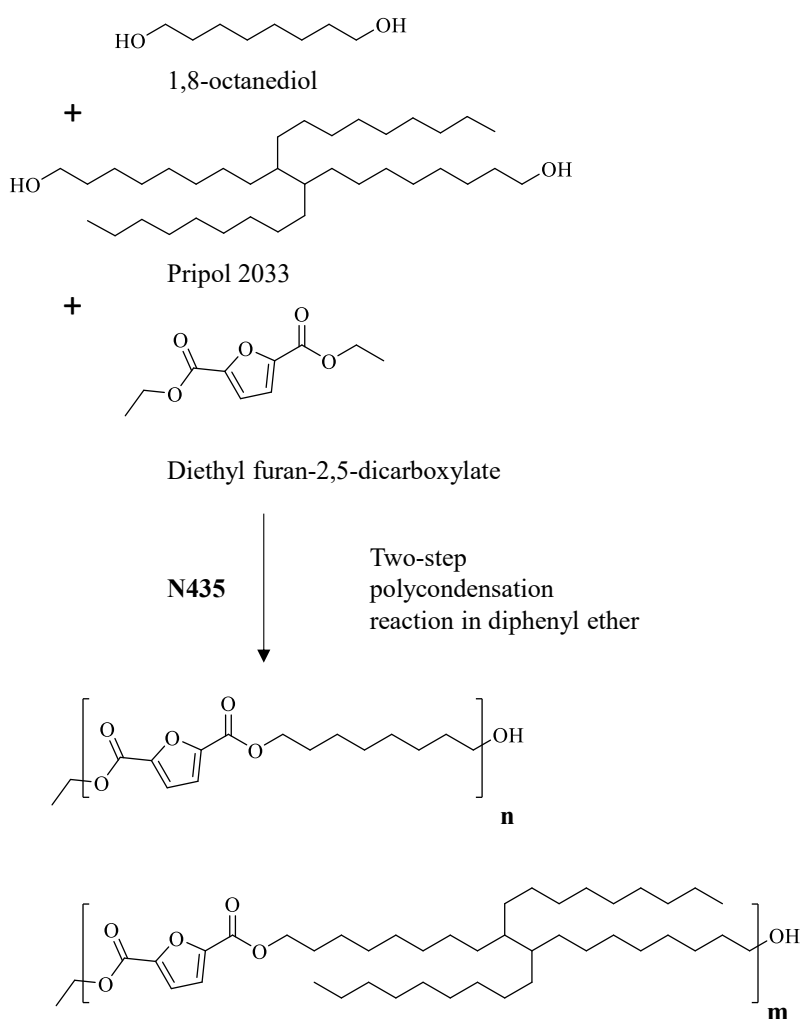 HO
OH
1,8-octanediol
+
HO
OH
Pripol 2033
+
O
O
O
O
O
Diethyl furan-2,5-dicarboxylate
N435
Two-step
polycondensation
reaction in diphenyl ether
O
O
O
O
O
OH
n
O
O
O
O
O
OH
m